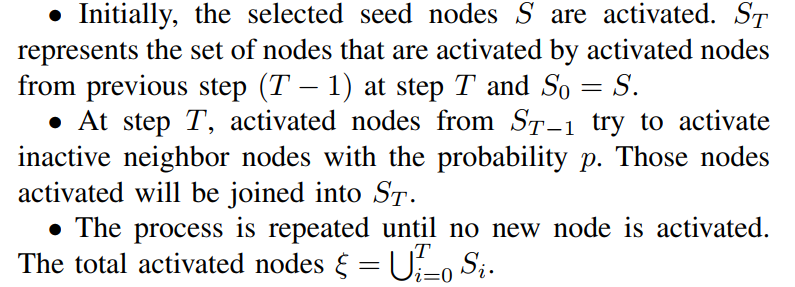 • Initially, the selected seed nodes S are activated. S_T
represents the set of nodes that are activated by activated nodes
from previous step (T − 1) at step T and S_0 = S.
• At step T, activated nodes from S_{T−1} try to activate
inactive neighbor nodes with the probability p. Those nodes
activated will be joined into S_T.
• The process is repeated until no new node is activated.
The total activated nodes ξ = ⋃_{i=0}^{T} S_i.